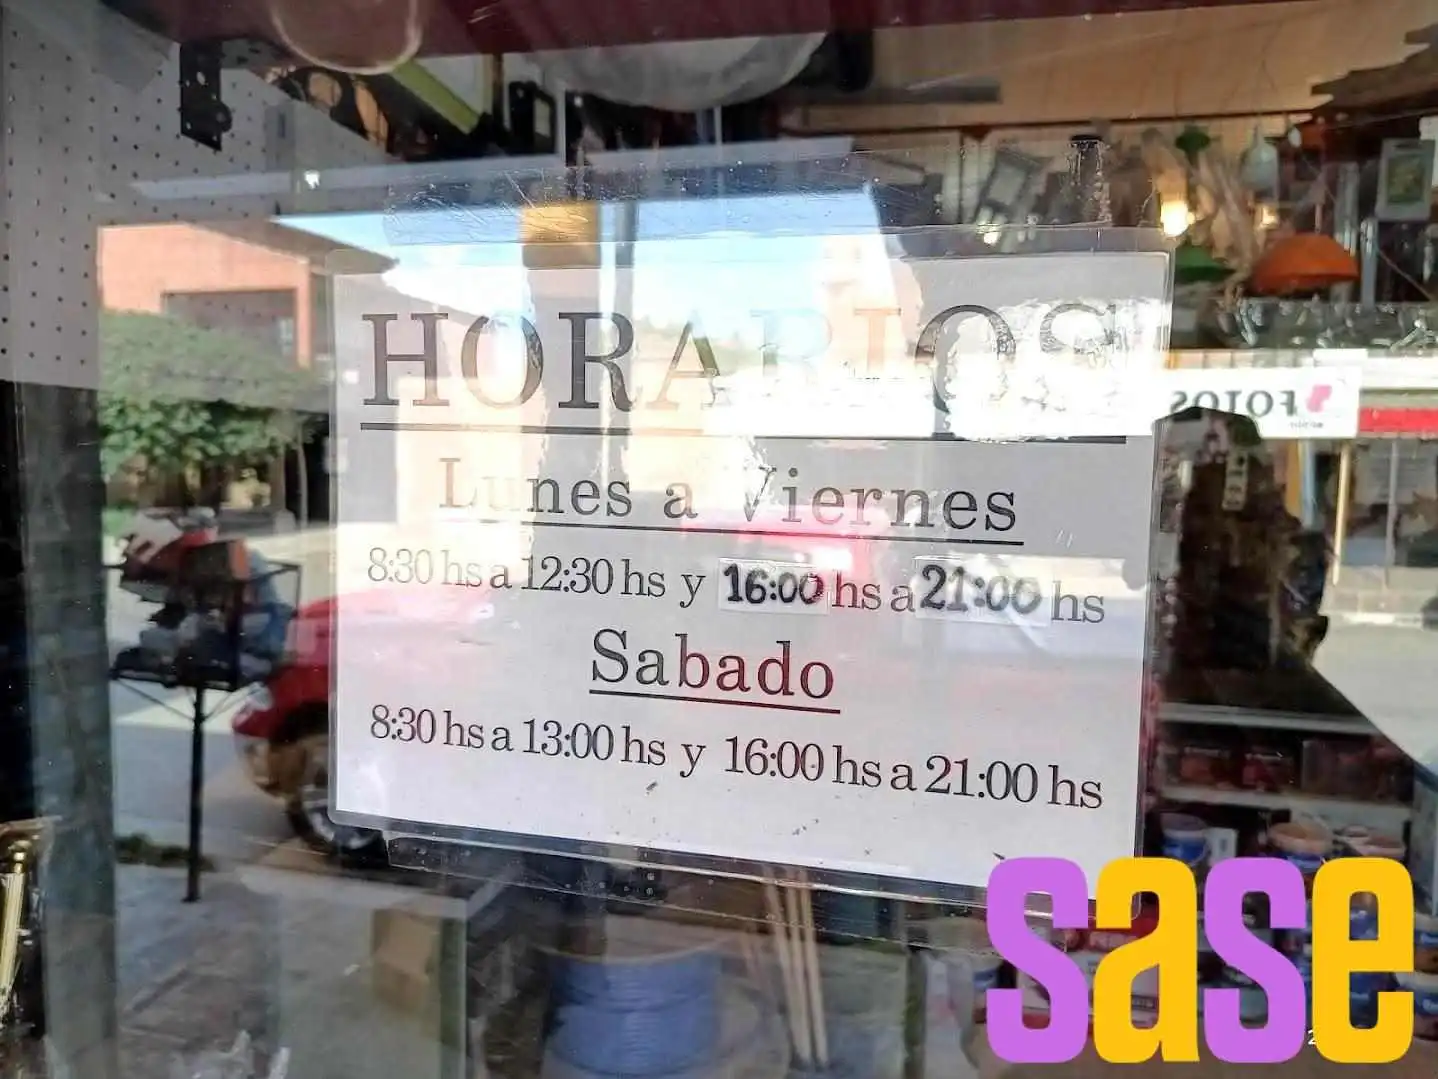 HORARIOS
Lunes a Viernes
8:30 hs a 12:30 hs y 16:00 hs a 21:00 hs
Sabado
8:30 hs a 13:00 hs y 16:00 hs a 21:00 hs
FOTOS
sase